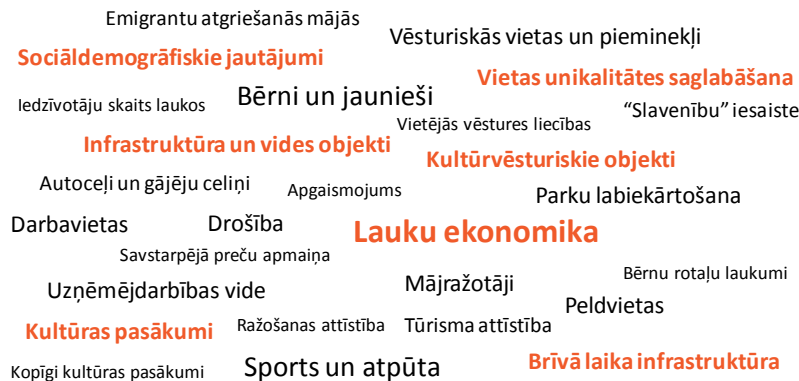 Emigrantu atgriešanās mājās
Vēsturiskās vietas un pieminekļi
Sociāldemogrāfiskie jautājumi
Vietas unikalitātes saglabāšana
Iedzīvotāju skaits laukos
Bērni un jaunieši
“Slavenību” iesaiste
Vietējās vēstures liecības
Infrastruktūra un vides objekti
Kultūrvēsturiskie objekti
Autoceļi un gājēju celiņi
Apgaismojums
Parku labiekārtošana
Darbavietas
Drošība
Lauku ekonomika
Savstarpējā preču apmaiņa
Bērnu rotaļu laukumi
Uzņēmējdarbības vide
Mājražotāji
Peldvietas
Kultūras pasākumi
Ražošanas attīstība
Tūrisma attīstība
Kopīgi kultūras pasākumi
Sports un atpūta
Brīvā laika infrastruktūra